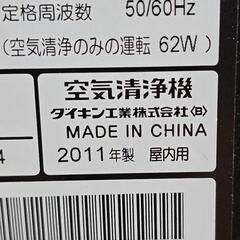 定格周波数 50/60Hz
(空気清浄のみの運転 62W)
空気清浄機
ダイキン工業株式会社〈B〉
MADE IN CHINA
4
2011年製 屋内用